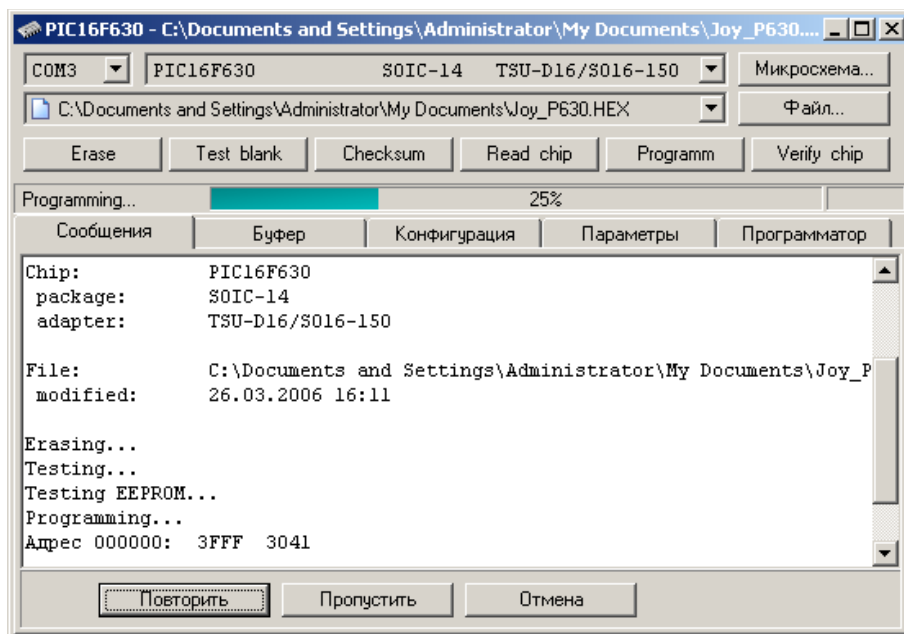 PIC16F630 - C:\Documents and Settings\Administrator\My Documents\Joy_P630....
COM3 PIC16F630 SOIC-14 TSU-D16/SO16-150 Микросхема...
C:\Documents and Settings\Administrator\My Documents\Joy_P630.HEX Файл...
Erase Test blank Checksum Read chip Programm Verify chip
Programming... 25%
Сообщения Буфер Конфигурация Параметры Программатор
Chip: PIC16F630
package: SOIC-14
adapter: TSU-D16/SO16-150
File: C:\Documents and Settings\Administrator\My Documents\Joy_P
modified: 26.03.2006 16:11
Erasing...
Testing...
Testing EEPROM...
Programming...
Адрес 000000: 3FFF 3041
Повторить Пропустить Отмена